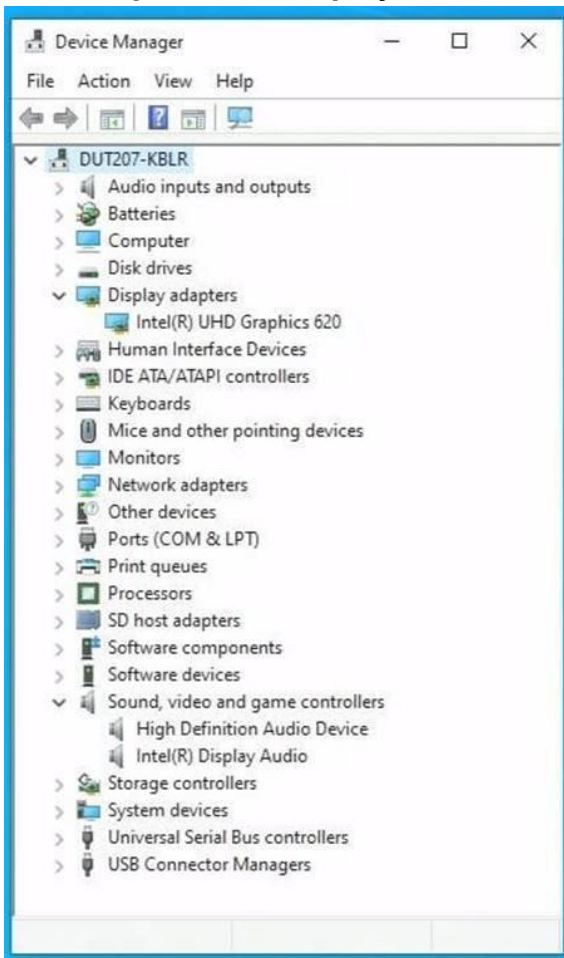 Device Manager
File Action View Help
DUT207-KBLR
Audio inputs and outputs
Batteries
Computer
Disk drives
Display adapters
Intel(R) UHD Graphics 620
Human Interface Devices
IDE ATA/ATAPI controllers
Keyboards
Mice and other pointing devices
Monitors
Network adapters
Other devices
Ports (COM & LPT)
Print queues
Processors
SD host adapters
Software components
Software devices
Sound, video and game controllers
High Definition Audio Device
Intel(R) Display Audio
Storage controllers
System devices
Universal Serial Bus controllers
USB Connector Managers